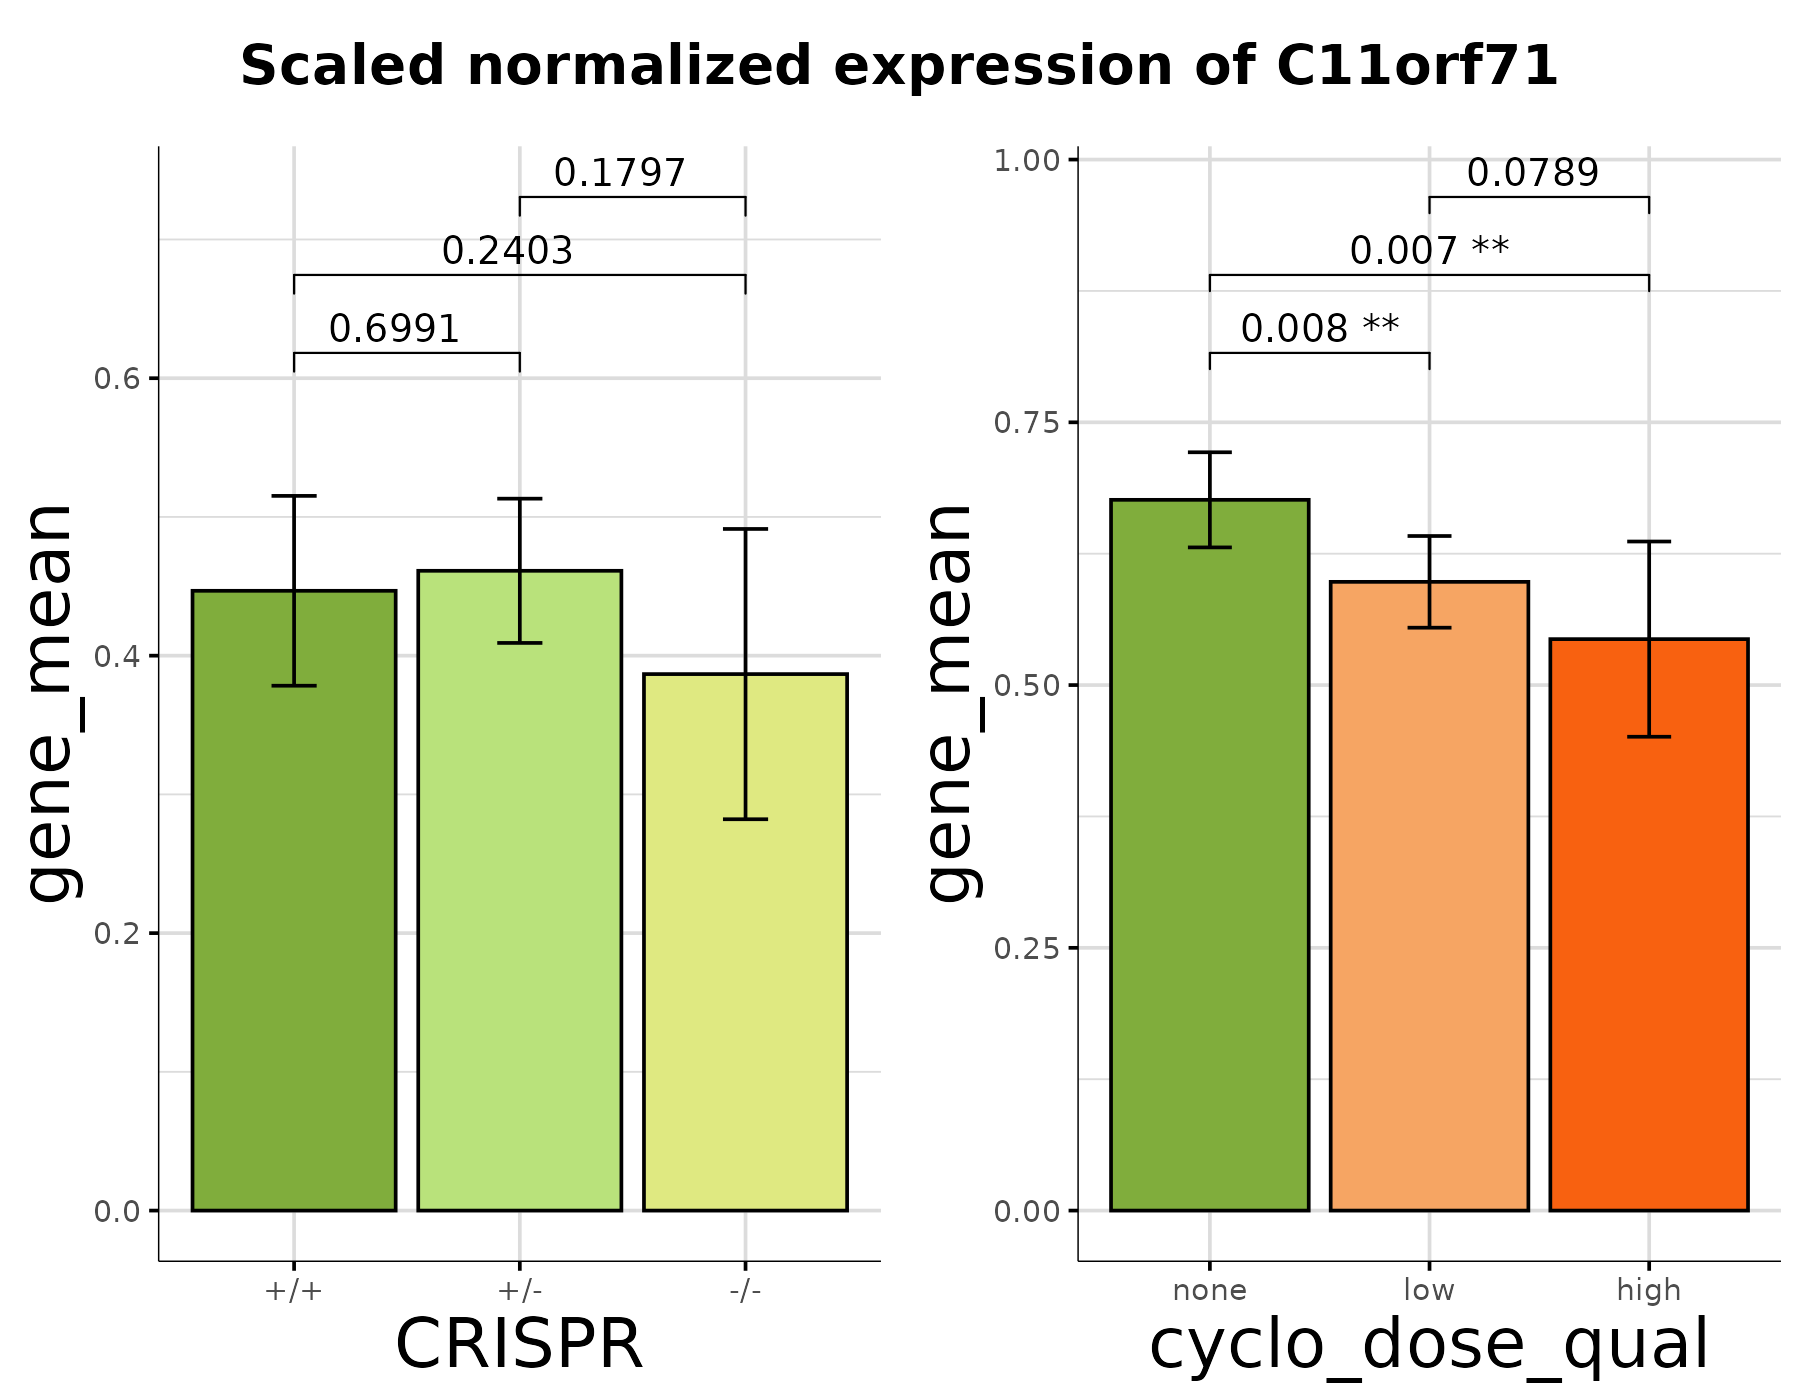 Scaled normalized expression of C11orf71
gene_mean
0.6
0.4
0.2
0.0
0.1797
0.2403
0.6991
+/+ +/- -/-
CRISPR
gene_mean
1.00
0.75
0.50
0.25
0.00
0.0789
0.007 **
0.008 **
none low high
cyclo_dose_qual